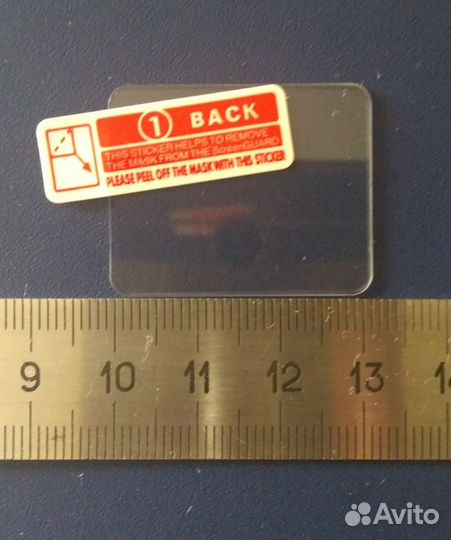 1 BACK
THIS STICKER HELPS TO REMOVE
THE MASK FROM THE ScreenGUARD
PLEASE PEEL OFF THE MASK WITH THIS STICKER
9 10 11 12 13 14
Avito